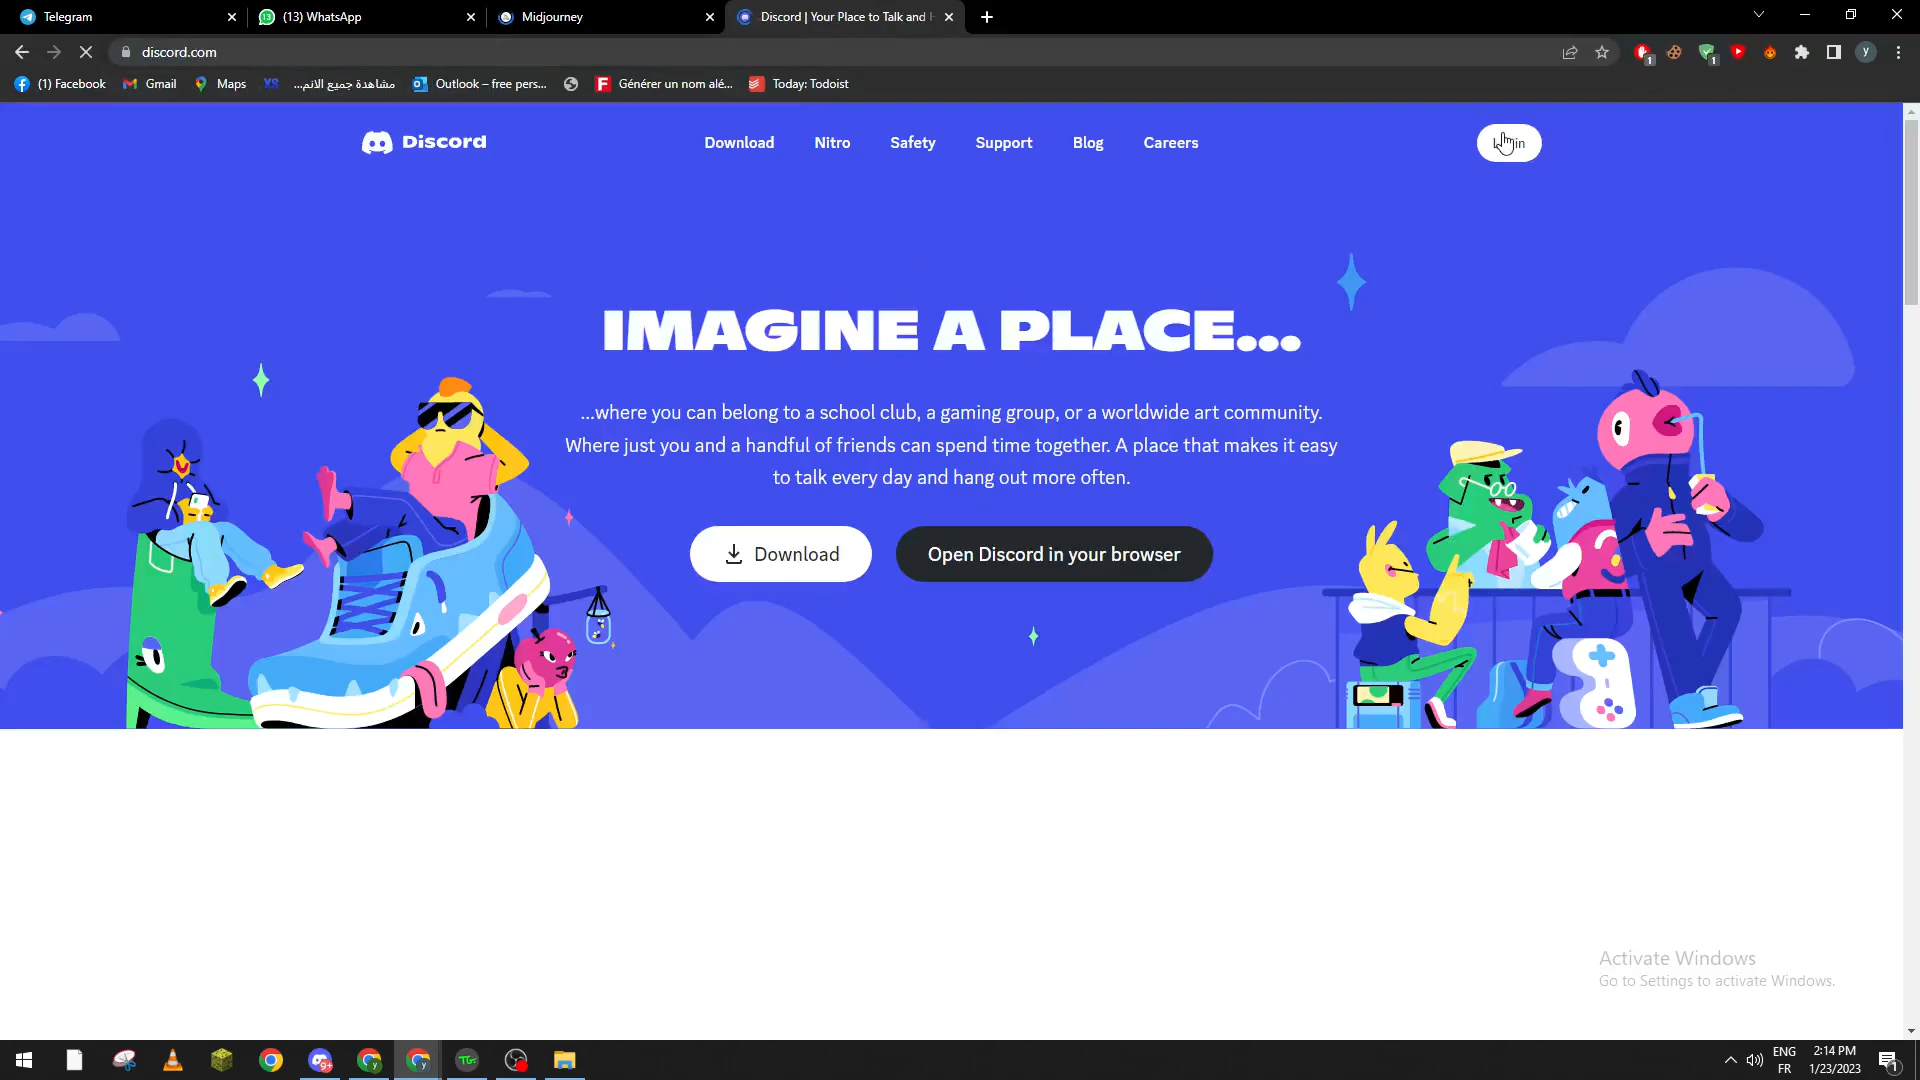 Telegram
(13) WhatsApp
Midjourney
Discord | Your Place to Talk and
discord.com
(1) Facebook
Gmail
Maps
مشاهدة جميع الانم...
Outlook – free pers...
Générer un nom alé...
Today: Todoist
Discord
Download
Nitro
Safety
Support
Blog
Careers
IMAGINE A PLACE...
...where you can belong to a school club, a gaming group, or a worldwide art community.
Where just you and a handful of friends can spend time together. A place that makes it easy
to talk every day and hang out more often.
Download
Open Discord in your browser
Activate Windows
Go to Settings to activate Windows.
ENG
FR
2:14 PM
1/23/2023